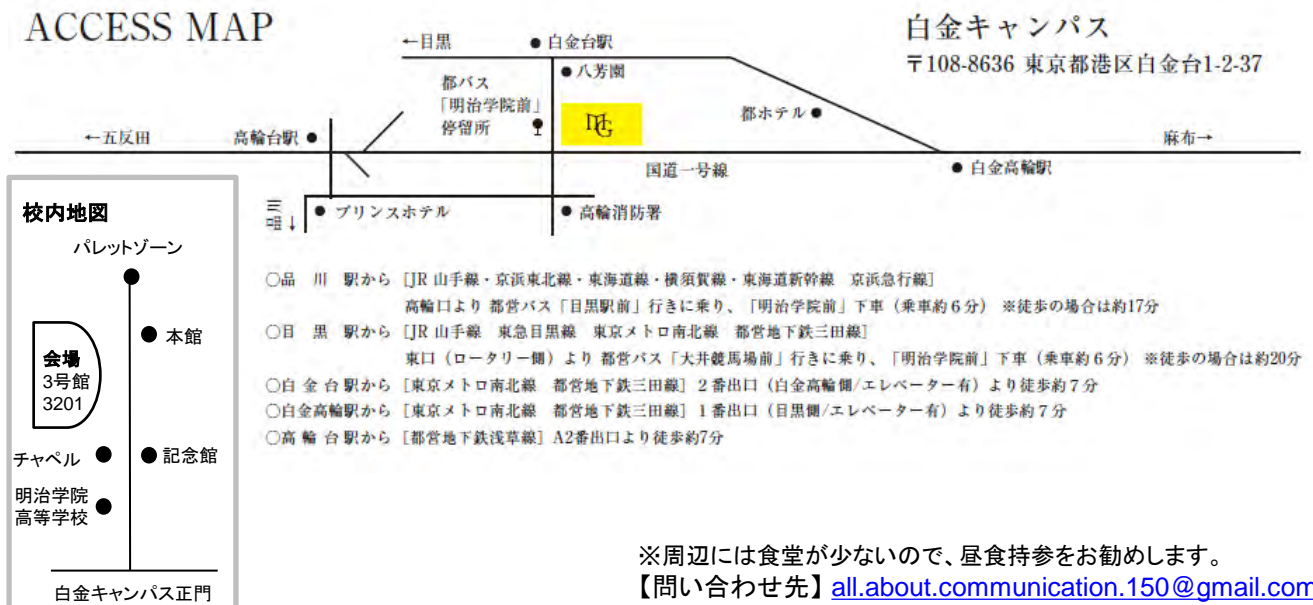 ACCESS MAP
白金キャンパス
〒108-8636 東京都港区白金台1-2-37
←目黒
白金台駅
八芳園
都バス
「明治学院前」
停留所
MG
都ホテル
←五反田
高輪台駅
麻布→
国道一号線
白金高輪駅
品川
↓
プリンスホテル
高輪消防署
校内地図
パレットゾーン
本館
会場
3号館
3201
チャペル
記念館
明治学院
高等学校
白金キャンパス正門
○品 川 駅から [JR 山手線・京浜東北線・東海道線・横須賀線・東海道新幹線 京浜急行線]
高輪口より 都営バス「目黒駅前」行きに乗り、「明治学院前」下車（乗車約6分） ※徒歩の場合は約17分
○目 黒 駅から [JR 山手線 東急目黒線 東京メトロ南北線 都営地下鉄三田線]
東口（ロータリー側）より 都営バス「大井競馬場前」行きに乗り、「明治学院前」下車（乗車約6分） ※徒歩の場合は約20分
○白 金 台 駅から [東京メトロ南北線 都営地下鉄三田線] 2番出口（白金高輪側/エレベーター有）より徒歩約7分
○白金高輪駅から [東京メトロ南北線 都営地下鉄三田線] 1番出口（目黒側/エレベーター有）より徒歩約7分
○高 輪 台 駅から [都営地下鉄浅草線] A2番出口より徒歩約7分
※周辺には食堂が少ないので、昼食持参をお勧めします。
【問い合わせ先】all.about.communication.150@gmail.com